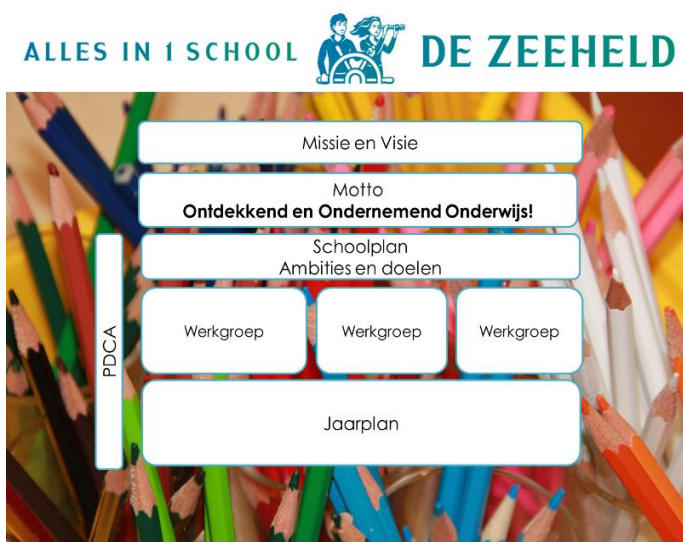 ALLES IN 1 SCHOOL DE ZEEHELD
Missie en Visie
Motto
Ontdekkend en Ondernemend Onderwijs!
Schoolplan
Ambities en doelen
PDCA
Werkgroep Werkgroep Werkgroep
Jaarplan